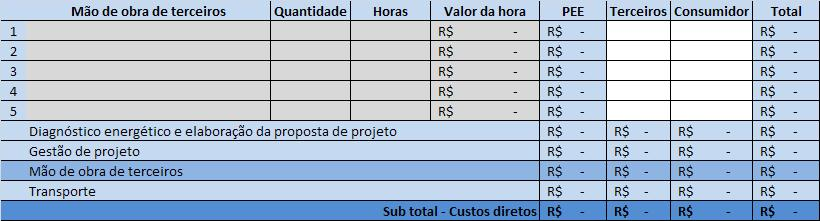 Mão de obra de terceiros Quantidade Horas Valor da hora PEE Terceiros Consumidor Total
1 R$ - R$ - R$ -
2 R$ - R$ - R$ -
3 R$ - R$ - R$ -
4 R$ - R$ - R$ -
5 R$ - R$ - R$ -
Diagnóstico energético e elaboração da proposta de projeto R$ - R$ - R$ - R$ -
Gestão de projeto R$ - R$ - R$ - R$ -
Mão de obra de terceiros R$ - R$ - R$ - R$ -
Transporte R$ - R$ - R$ - R$ -
Sub total - Custos diretos R$ - R$ - R$ - R$ -